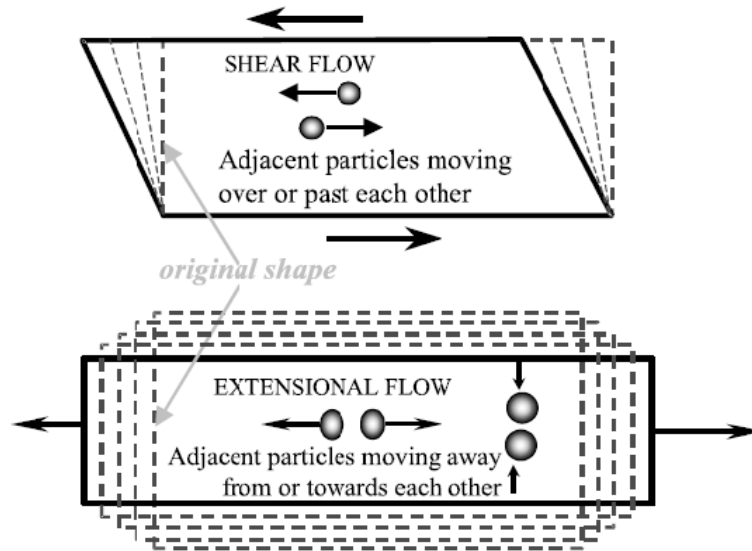 SHEAR FLOW
Adjacent particles moving
over or past each other
original shape
EXTENSIONAL FLOW
Adjacent particles moving away
from or towards each other